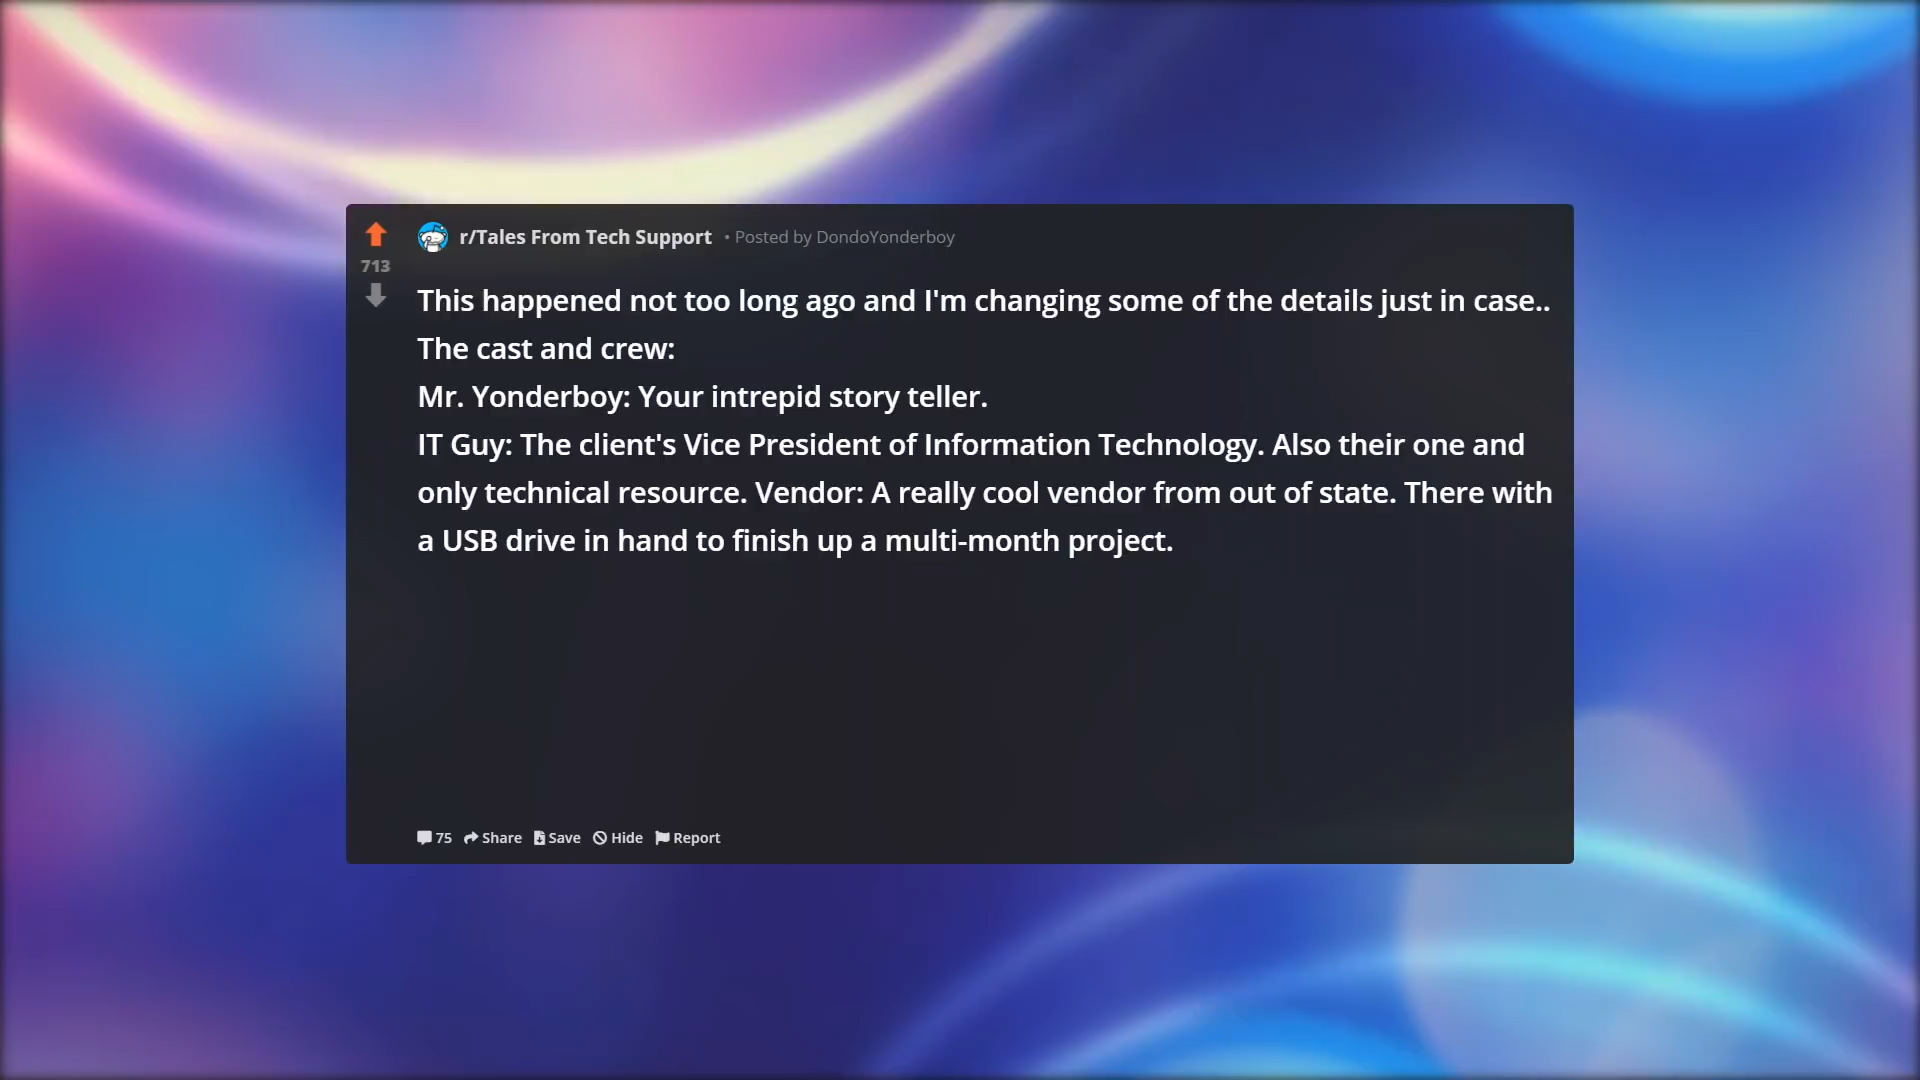 r/Tales From Tech Support • Posted by DondoYonderboy
713
This happened not too long ago and I'm changing some of the details just in case..
The cast and crew:
Mr. Yonderboy: Your intrepid story teller.
IT Guy: The client's Vice President of Information Technology. Also their one and
only technical resource. Vendor: A really cool vendor from out of state. There with
a USB drive in hand to finish up a multi-month project.
75 Share Save Hide Report